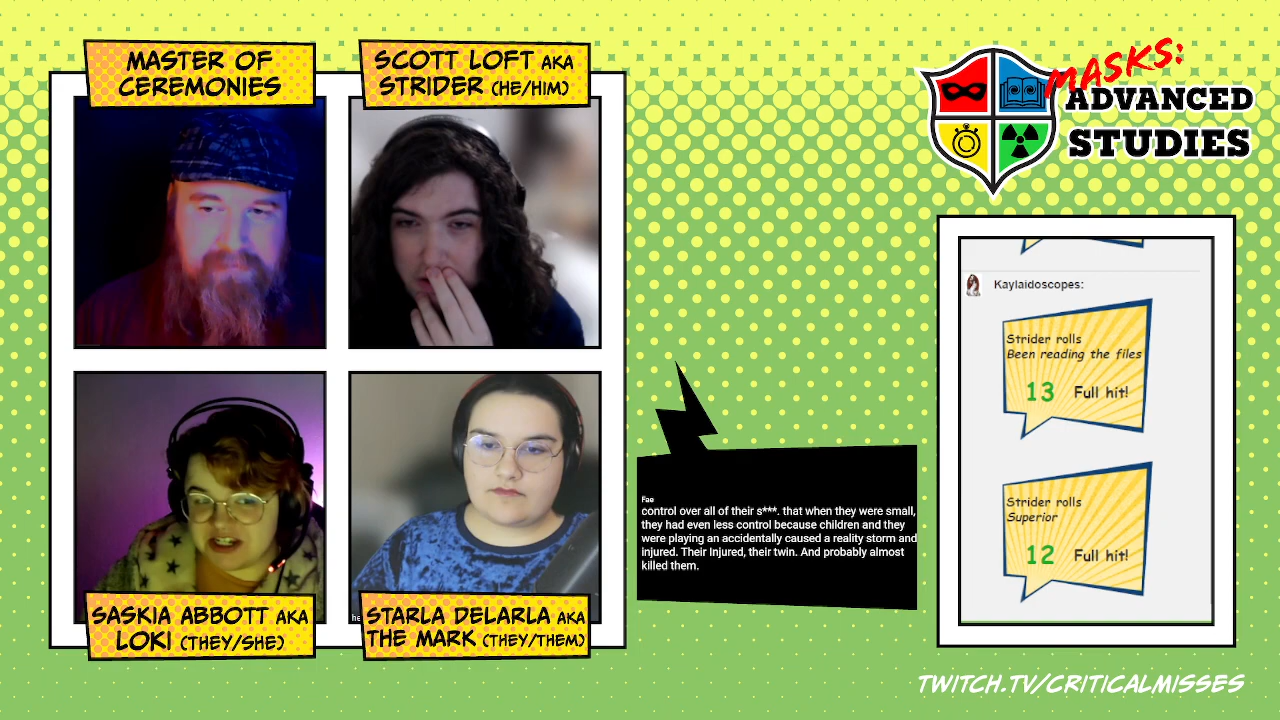 MASTER OF
CEREMONIES
SCOTT LOFT AKA
STRIDER (HE/HIM)
SASKIA ABBOTT AKA
LOKI (THEY/SHE)
he
STARLA DELARLA AKA
THE MARK (THEY/THEM)
Fae
control over all of their s***. that when they were small,
they had even less control because children and they
were playing an accidentally caused a reality storm and
injured. Their Injured, their twin. And probably almost
killed them.
MASKS:
ADVANCED
STUDIES
Kaylaidoscopes:
Strider rolls
Been reading the files
13 Full hit!
Strider rolls
Superior
12 Full hit!
TWITCH.TV/CRITICALMISSES